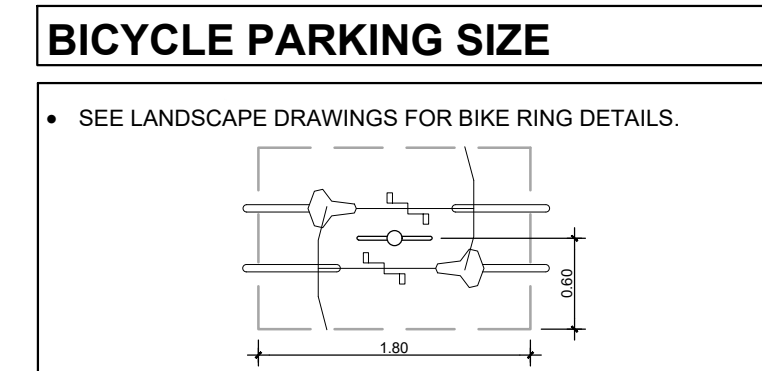 BICYCLE PARKING SIZE
• SEE LANDSCAPE DRAWINGS FOR BIKE RING DETAILS.
0.60
1.80